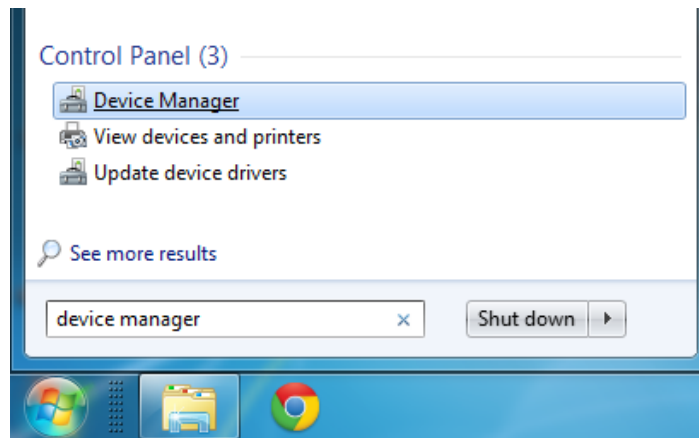 Control Panel (3)
Device Manager
View devices and printers
Update device drivers
See more results
device manager
Shut down